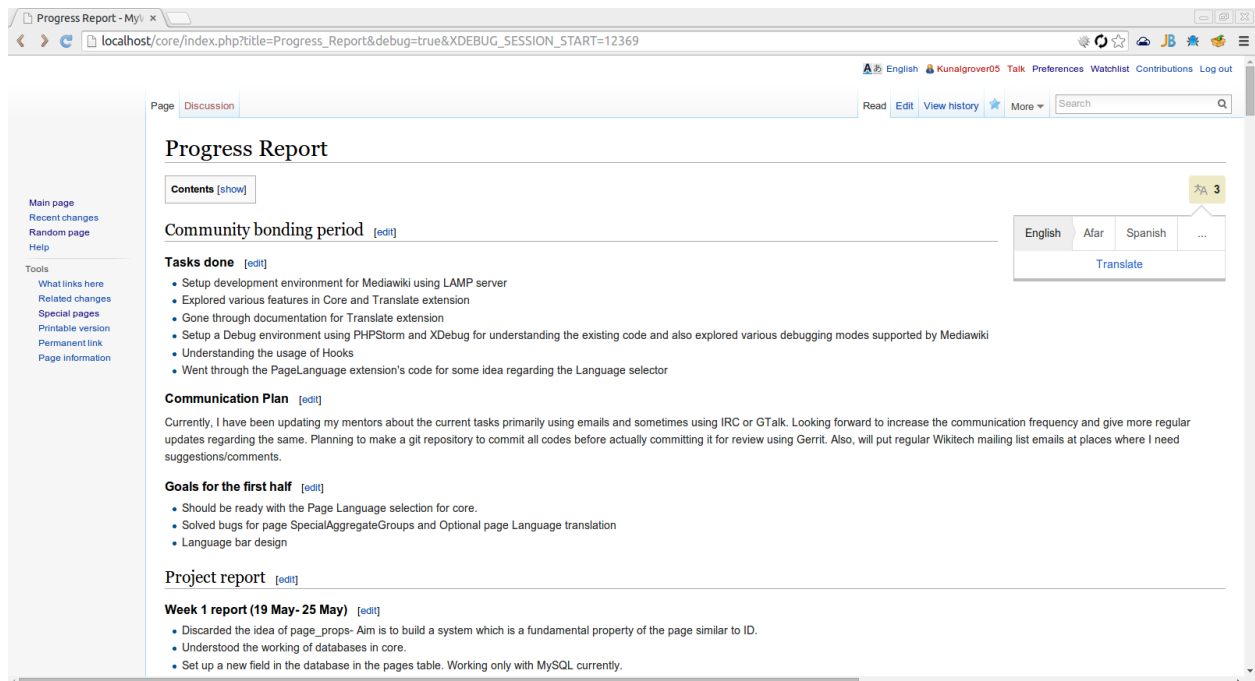 Progress Report - MyW
localhost/core/index.php?title=Progress_Report&debug=true&XDEBUG_SESSION_START=12369
English Kunalgrover05 Talk Preferences Watchlist Contributions Log out
Page Discussion Read Edit View history More Search
Progress Report
Contents [show]
3
Main page
Recent changes
Random page
Help
Tools
What links here
Related changes
Special pages
Printable version
Permanent link
Page information
English Afar Spanish ...
Translate
Community bonding period [edit]
Tasks done [edit]
• Setup development environment for Mediawiki using LAMP server
• Explored various features in Core and Translate extension
• Gone through documentation for Translate extension
• Setup a Debug environment using PHPStorm and XDebug for understanding the existing code and also explored various debugging modes supported by Mediawiki
• Understanding the usage of Hooks
• Went through the PageLanguage extension's code for some idea regarding the Language selector
Communication Plan [edit]
Currently, I have been updating my mentors about the current tasks primarily using emails and sometimes using IRC or GTalk. Looking forward to increase the communication frequency and give more regular
updates regarding the same. Planning to make a git repository to commit all codes before actually committing it for review using Gerrit. Also, will put regular Wikitech mailing list emails at places where I need
suggestions/comments.
Goals for the first half [edit]
• Should be ready with the Page Language selection for core.
• Solved bugs for page SpecialAggregateGroups and Optional page Language translation
• Language bar design
Project report [edit]
Week 1 report (19 May- 25 May) [edit]
• Discarded the idea of page_props- Aim is to build a system which is a fundamental property of the page similar to ID.
• Understood the working of databases in core.
• Set up a new field in the database in the pages table. Working only with MySQL currently.